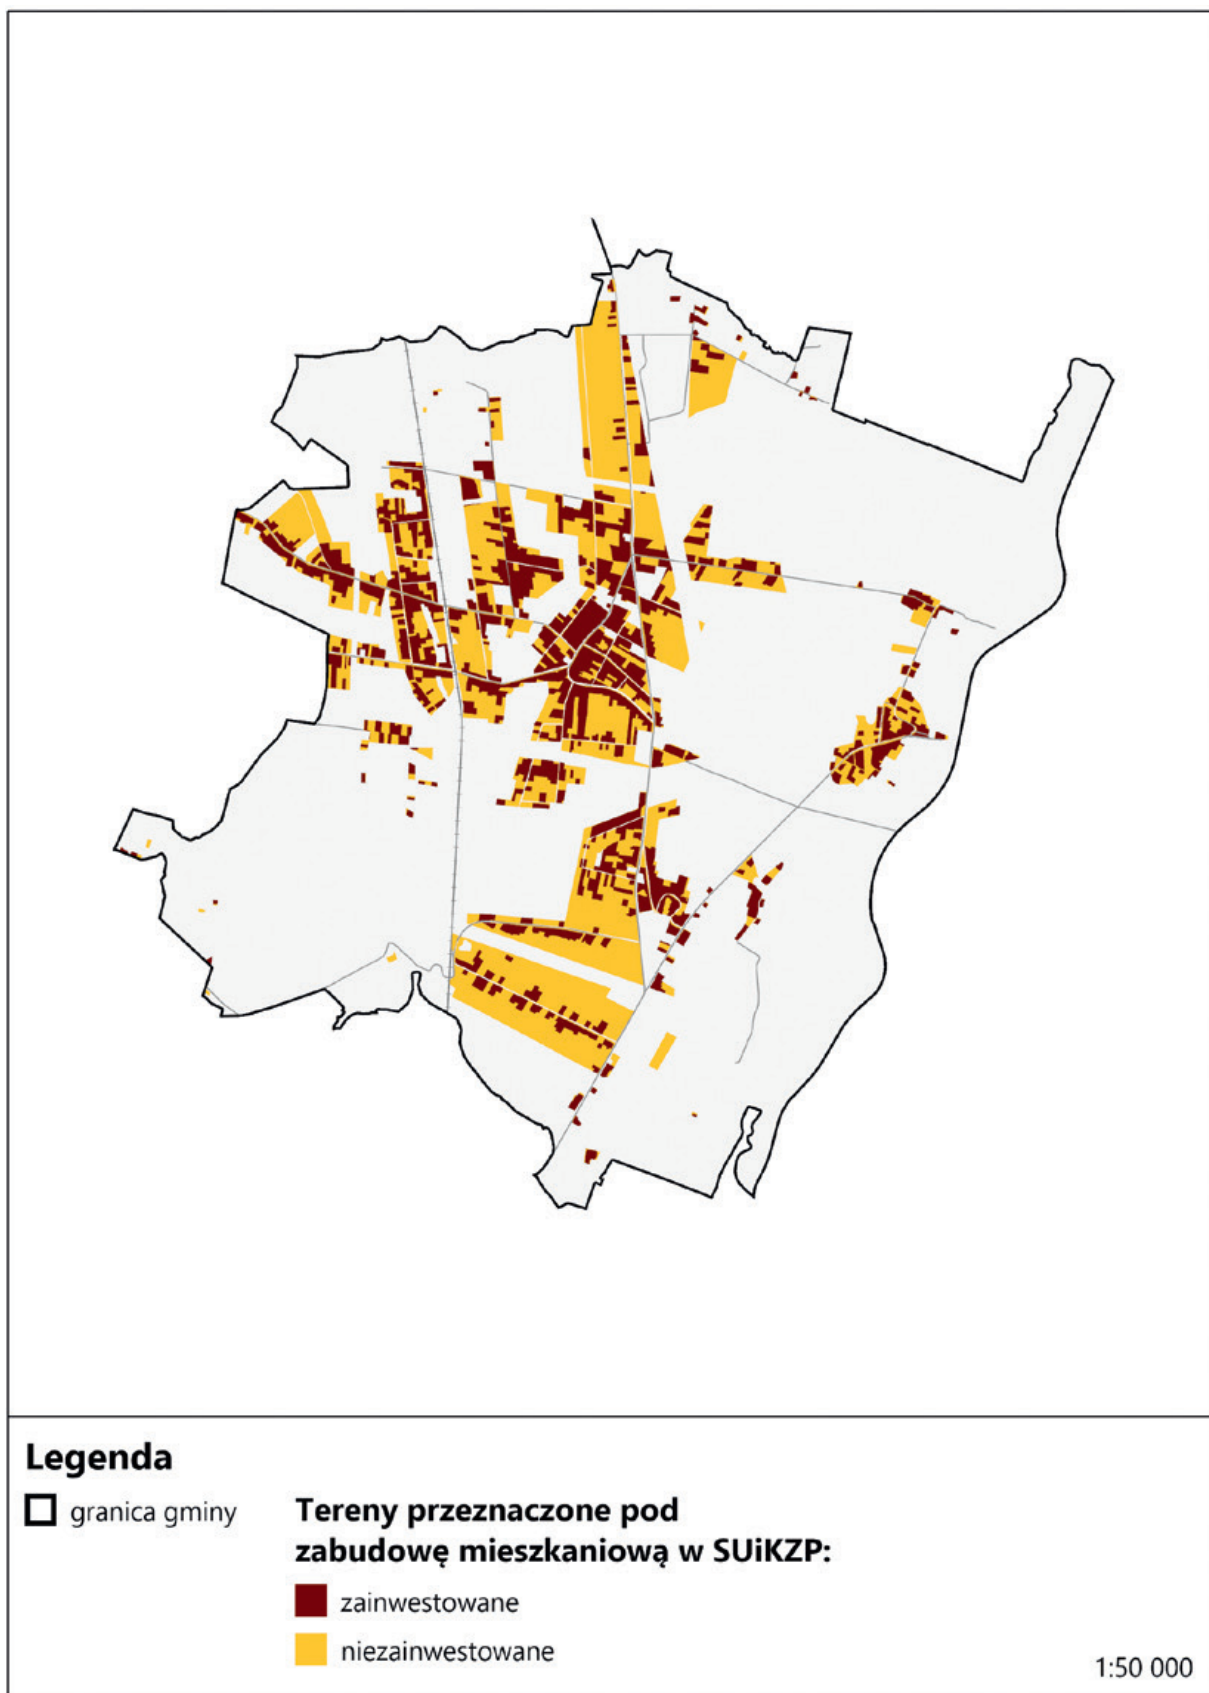 Legenda
granica gminy
Tereny przeznaczone pod
zabudowę mieszkaniową w SUiKZP:
zainwestowane
niezainwestowane
1:50 000